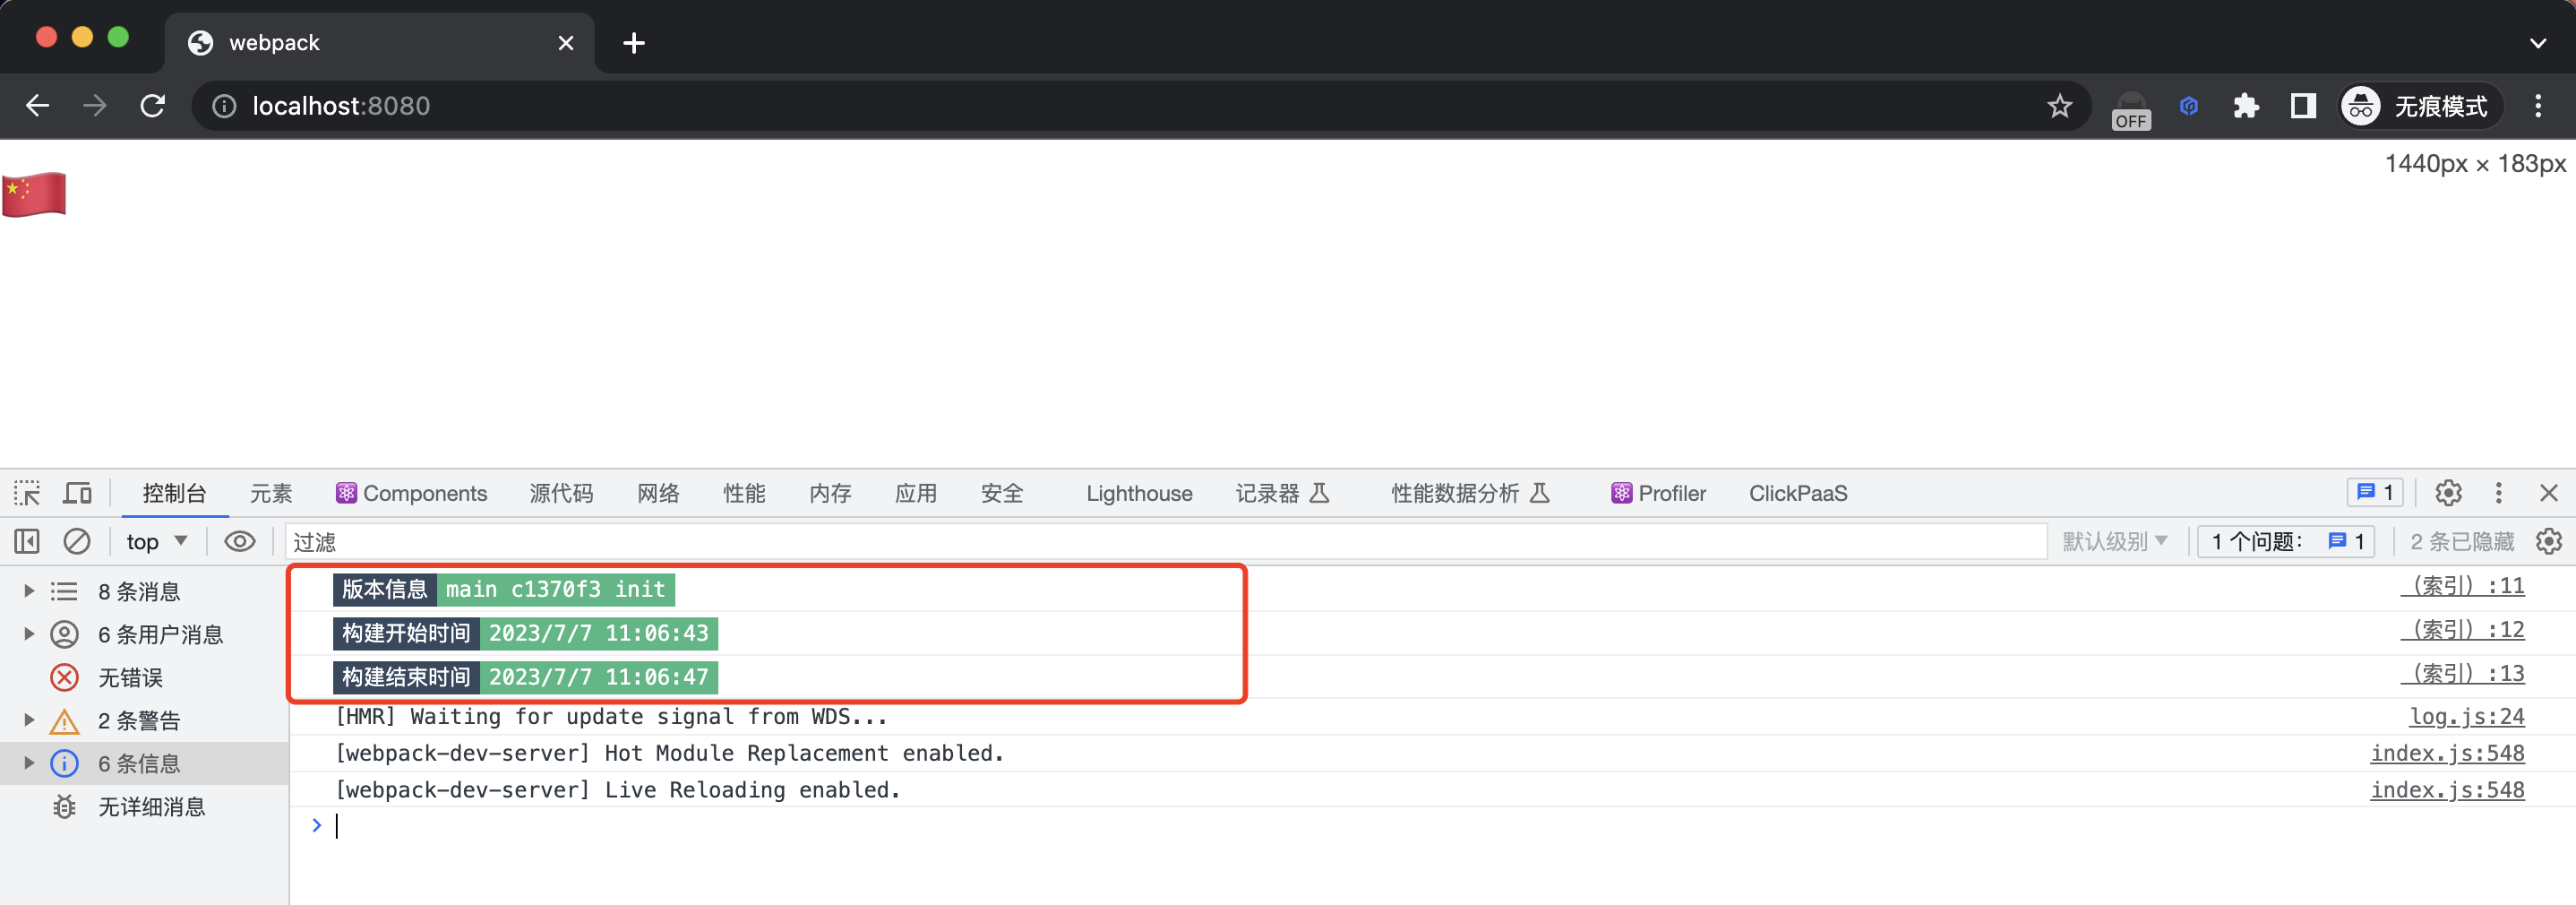 webpack
localhost:8080
OFF
无痕模式
1440px × 183px
控制台 元素 Components 源代码 网络 性能 内存 应用 安全 Lighthouse 记录器 性能数据分析 Profiler ClickPaaS 1
top 过滤 默认级别 1 个问题： 1 2 条已隐藏
8 条消息
6 条用户消息
无错误
2 条警告
6 条信息
无详细消息
版本信息 main c1370f3 init （索引）:11
构建开始时间 2023/7/7 11:06:43 （索引）:12
构建结束时间 2023/7/7 11:06:47 （索引）:13
[HMR] Waiting for update signal from WDS... log.js:24
[webpack-dev-server] Hot Module Replacement enabled. index.js:548
[webpack-dev-server] Live Reloading enabled. index.js:548